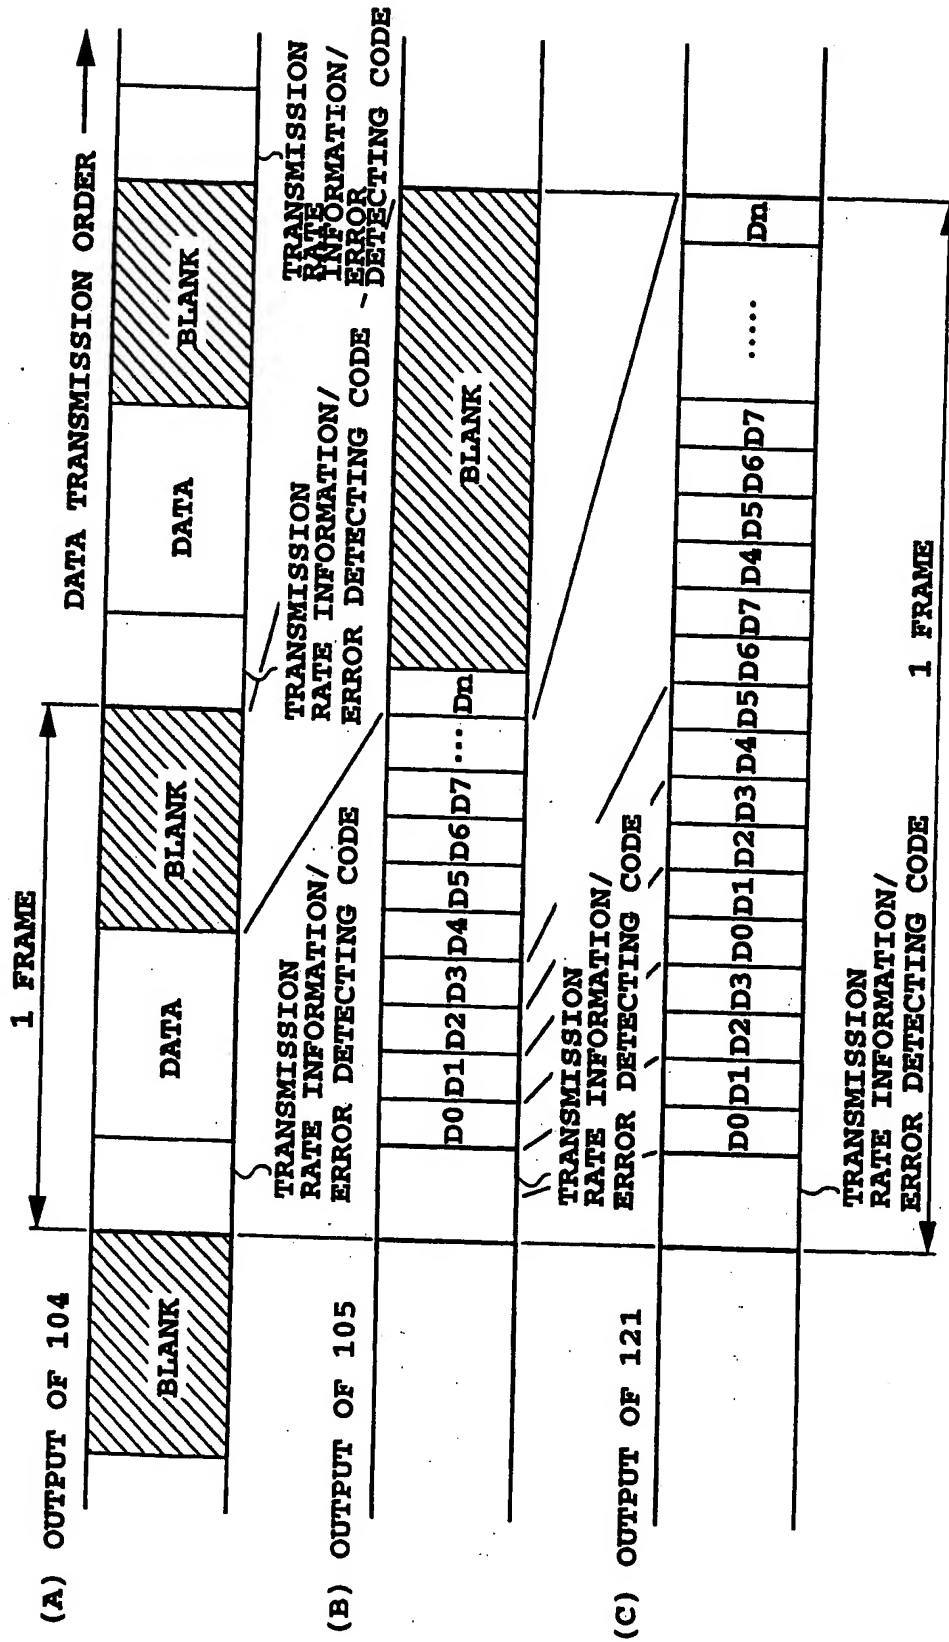 DATA TRANSMISSION ORDER
1 FRAME
(A) OUTPUT OF 104
BLANK
DATA
BLANK
DATA
BLANK
TRANSMISSION
RATE INFORMATION/
ERROR DETECTING CODE
TRANSMISSION
RATE INFORMATION/
ERROR DETECTING CODE
TRANSMISSION
RATE
INFORMATION/
ERROR
DETECTING CODE
(B) OUTPUT OF 105
D0 D1 D2 D3 D4 D5 D6 D7 ... Dn
BLANK
TRANSMISSION
RATE INFORMATION/
ERROR DETECTING CODE
(C) OUTPUT OF 121
D0 D1 D2 D3 D0 D1 D2 D3 D4 D5 D6 D7 D4 D5 D6 D7 ..... Dn
TRANSMISSION
RATE INFORMATION/
ERROR DETECTING CODE
1 FRAME